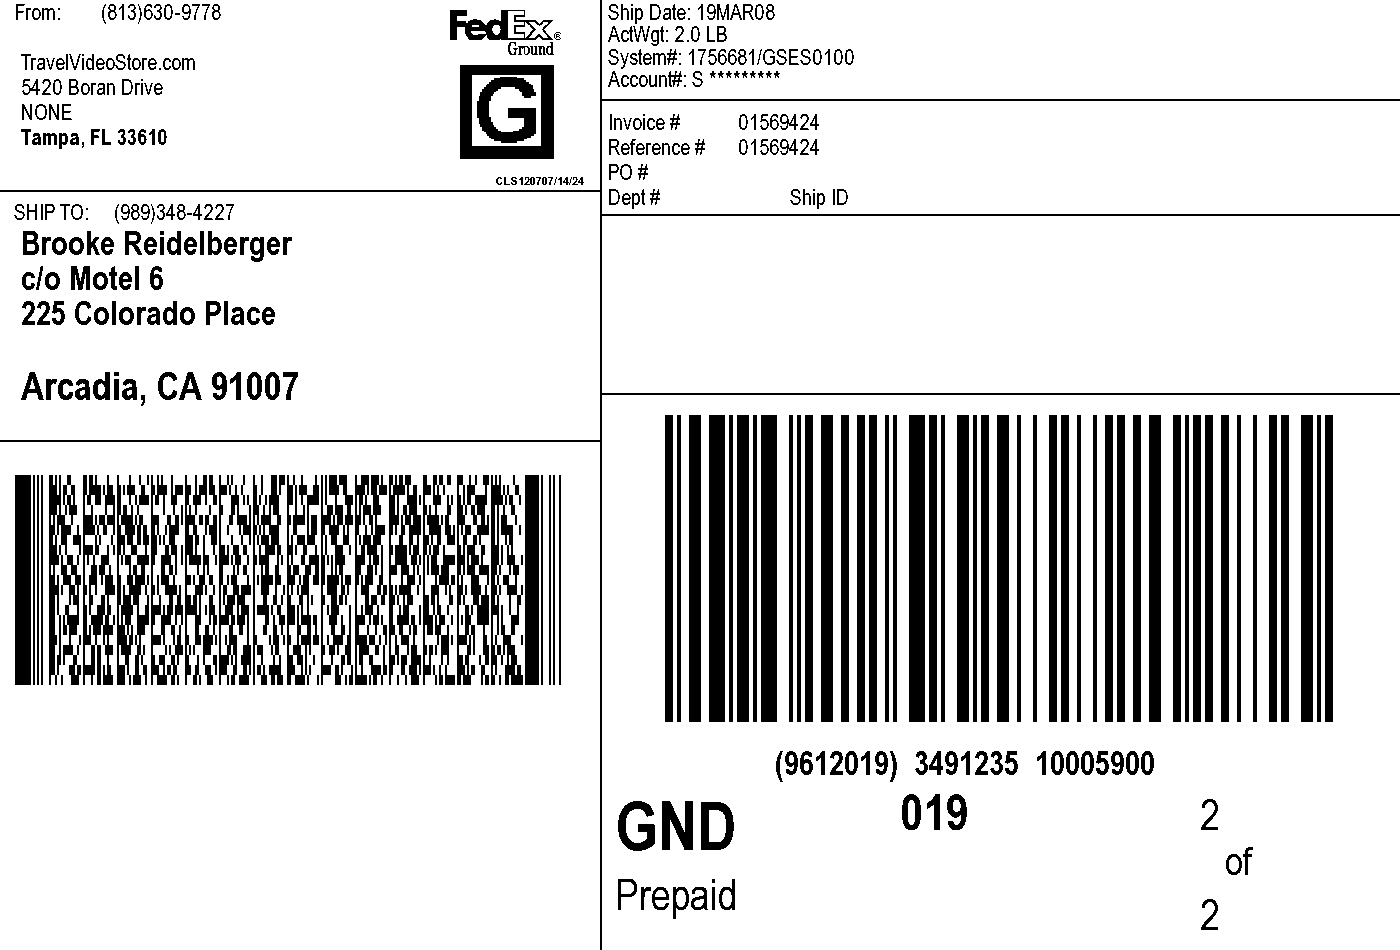 From: (813)630-9778
TravelVideoStore.com
5420 Boran Drive
NONE
Tampa, FL 33610
FedEx®
Ground
G
CLS120707/14/24
Ship Date: 19MAR08
ActWgt: 2.0 LB
System#: 1756681/GSES0100
Account#: S *********
Invoice # 01569424
Reference # 01569424
PO #
Dept # Ship ID
SHIP TO: (989)348-4227
Brooke Reidelberger
c/o Motel 6
225 Colorado Place
Arcadia, CA 91007
(9612019) 3491235 10005900
GND 019 2
of
Prepaid 2